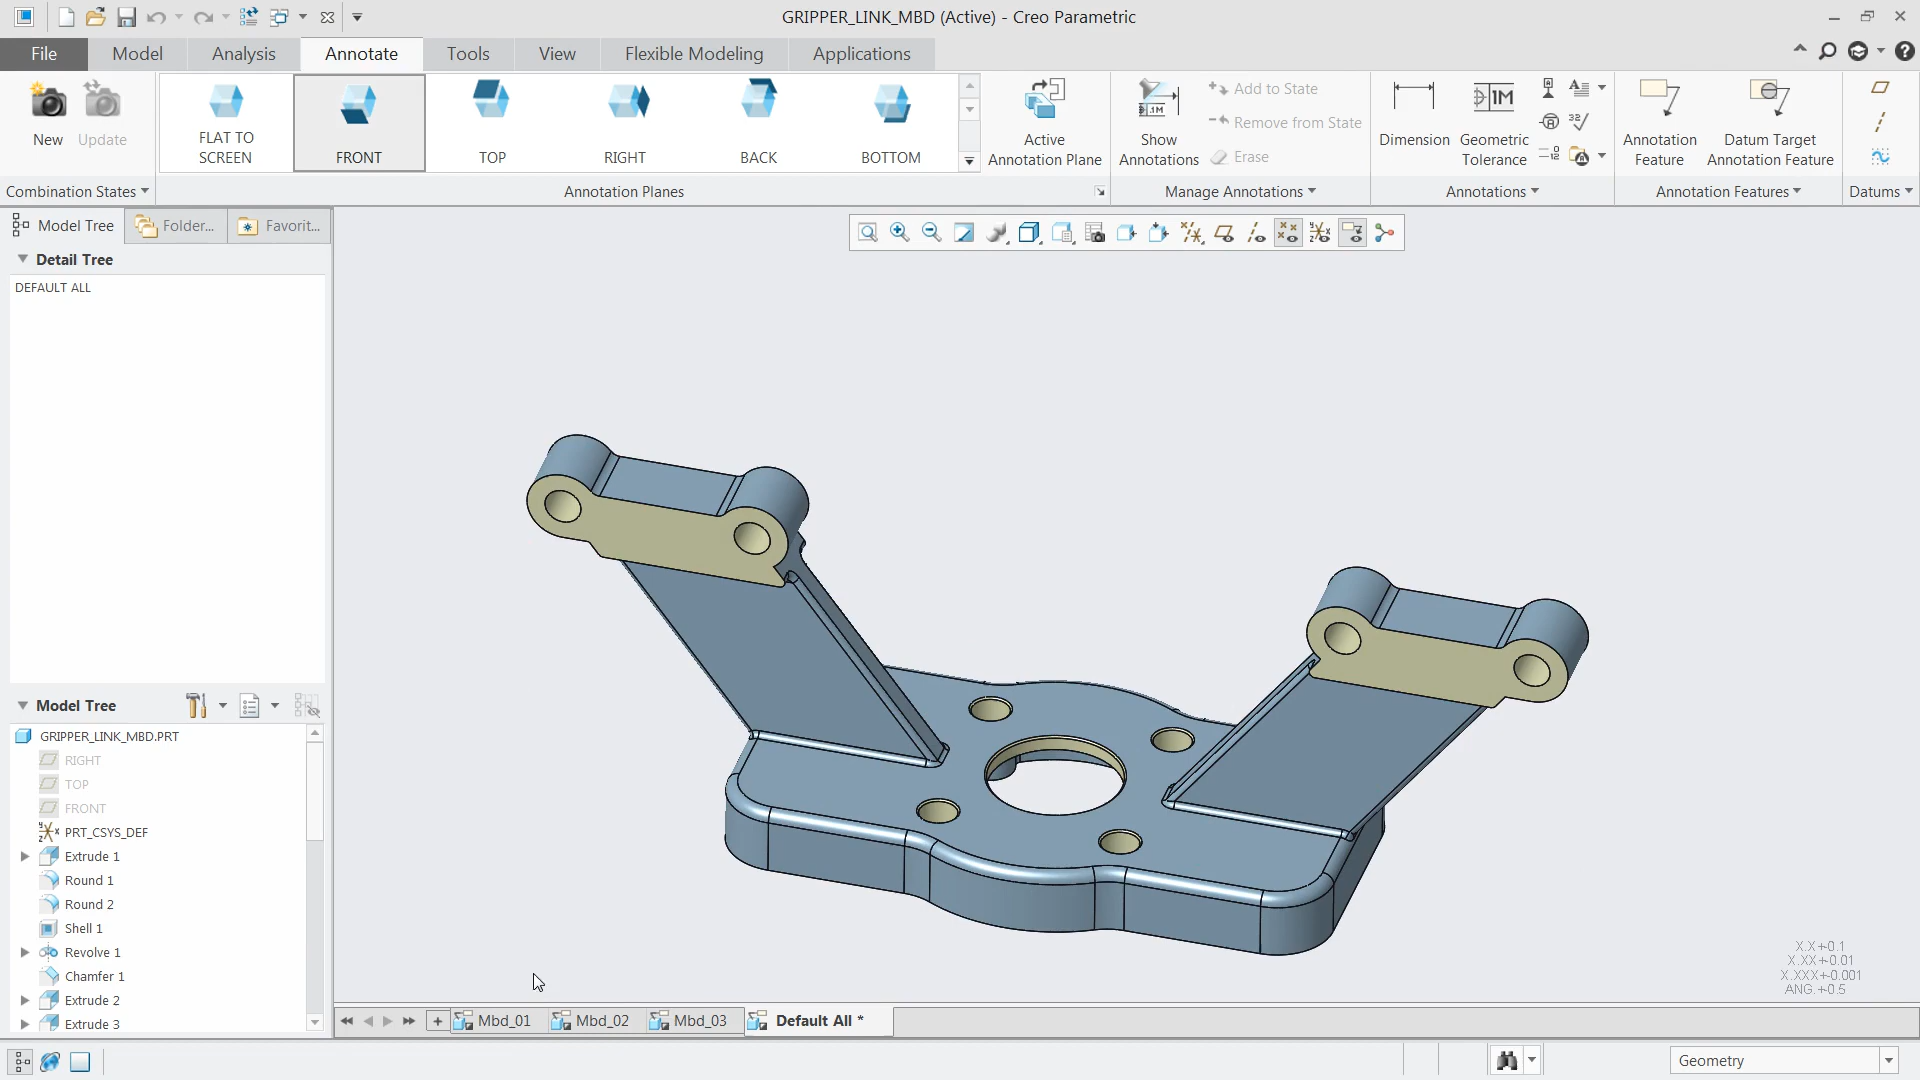 GRIPPER_LINK_MBD (Active) - Creo Parametric
File Model Analysis Annotate Tools View Flexible Modeling Applications
New
Update
Combination States
FLAT TO
SCREEN
FRONT
TOP
RIGHT
BACK
BOTTOM
Annotation Planes
Active
Annotation Plane
Show
Annotations
Add to State
Remove from State
Erase
Manage Annotations
Dimension
Geometric
Tolerance
Annotations
Annotation
Feature
Datum Target
Annotation Feature
Annotation Features
Datums
Model Tree Folder... Favorit...
Detail Tree
DEFAULT ALL
Model Tree
GRIPPER_LINK_MBD.PRT
RIGHT
TOP
FRONT
PRT_CSYS_DEF
Extrude 1
Round 1
Round 2
Shell 1
Revolve 1
Chamfer 1
Extrude 2
Extrude 3
X.X+-0.1
X.XX+-0.01
X.XXX+-0.001
ANG.+-0.5
Mbd_01 Mbd_02 Mbd_03 Default All *
Geometry